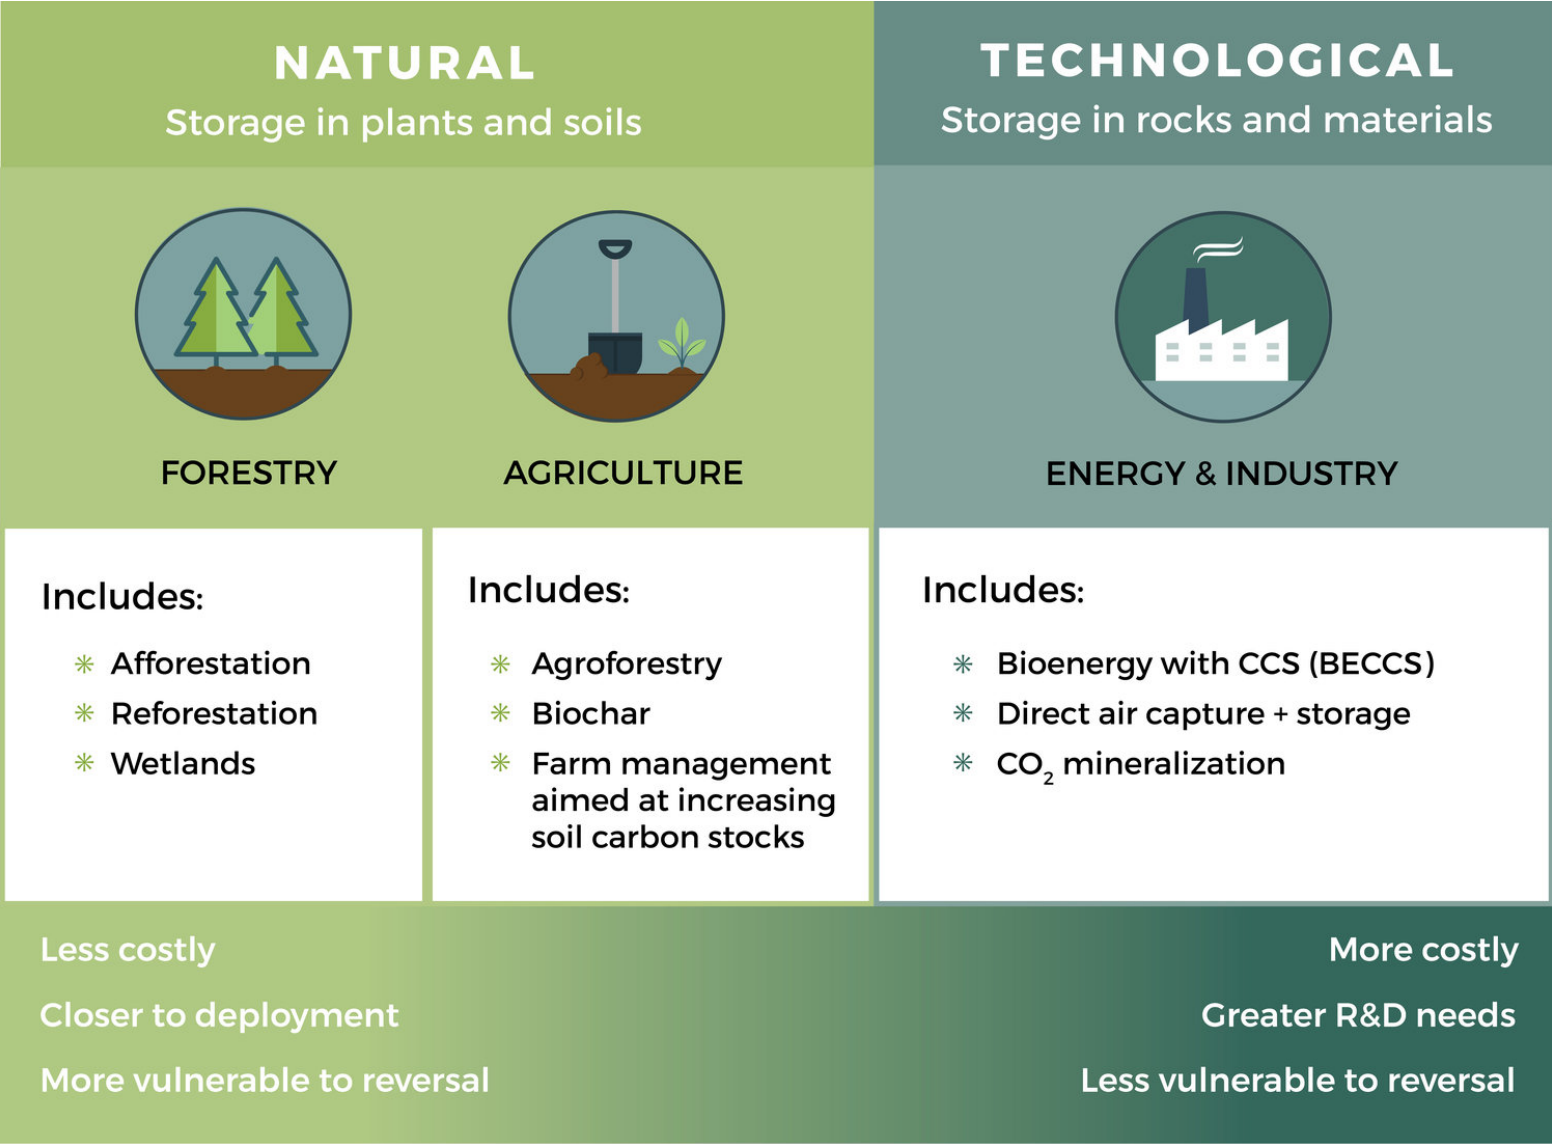 NATURAL
Storage in plants and soils
TECHNOLOGICAL
Storage in rocks and materials
FORESTRY
AGRICULTURE
ENERGY & INDUSTRY
Includes:
Afforestation
Reforestation
Wetlands
Includes:
Agroforestry
Biochar
Farm management
aimed at increasing
soil carbon stocks
Includes:
Bioenergy with CCS (BECCS)
Direct air capture + storage
CO₂ mineralization
Less costly
Closer to deployment
More vulnerable to reversal
More costly
Greater R&D needs
Less vulnerable to reversal